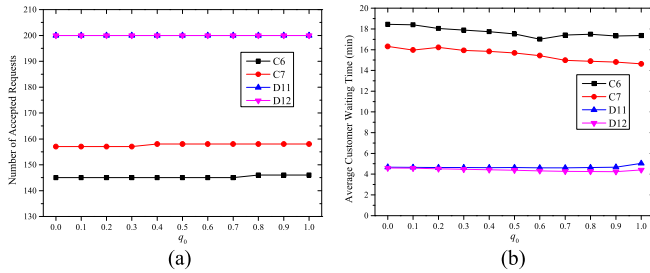 200
190
180
170
160
150
140
130
Number of Accepted Requests
C6
C7
D11
D12
0.0 0.1 0.2 0.3 0.4 0.5 0.6 0.7 0.8 0.9 1.0
q0
(a)
20
18
16
14
12
10
8
6
4
2
0
Average Customer Waiting Time (min)
C6
C7
D11
D12
0.0 0.1 0.2 0.3 0.4 0.5 0.6 0.7 0.8 0.9 1.0
q0
(b)